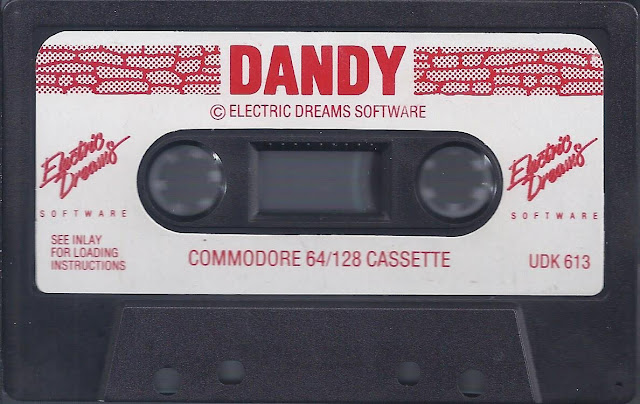 DANDY
© ELECTRIC DREAMS SOFTWARE
Electric
Dreams
SOFTWARE
Electric
Dreams
SOFTWARE
SEE INLAY
FOR LOADING
INSTRUCTIONS
COMMODORE 64/128 CASSETTE
UDK 613